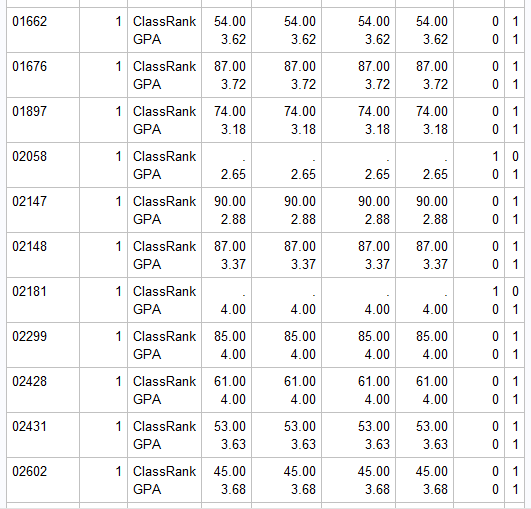 01662 1 ClassRank 54.00 54.00 54.00 54.00 0 1
GPA 3.62 3.62 3.62 3.62 0 1
01676 1 ClassRank 87.00 87.00 87.00 87.00 0 1
GPA 3.72 3.72 3.72 3.72 0 1
01897 1 ClassRank 74.00 74.00 74.00 74.00 0 1
GPA 3.18 3.18 3.18 3.18 0 1
02058 1 ClassRank . . . . 1 0
GPA 2.65 2.65 2.65 2.65 0 1
02147 1 ClassRank 90.00 90.00 90.00 90.00 0 1
GPA 2.88 2.88 2.88 2.88 0 1
02148 1 ClassRank 87.00 87.00 87.00 87.00 0 1
GPA 3.37 3.37 3.37 3.37 0 1
02181 1 ClassRank . . . . 1 0
GPA 4.00 4.00 4.00 4.00 0 1
02299 1 ClassRank 85.00 85.00 85.00 85.00 0 1
GPA 4.00 4.00 4.00 4.00 0 1
02428 1 ClassRank 61.00 61.00 61.00 61.00 0 1
GPA 4.00 4.00 4.00 4.00 0 1
02431 1 ClassRank 53.00 53.00 53.00 53.00 0 1
GPA 3.63 3.63 3.63 3.63 0 1
02602 1 ClassRank 45.00 45.00 45.00 45.00 0 1
GPA 3.68 3.68 3.68 3.68 0 1